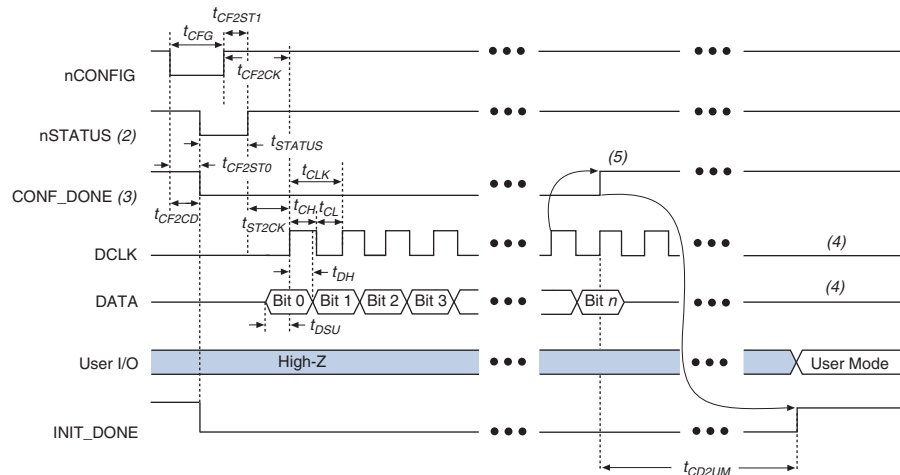 tCF2ST1
tCFG
nCONFIG
tCF2CK
nSTATUS (2)
tSTATUS
tCF2ST0
tCLK
CONF_DONE (3)
(5)
tCF2CD
tST2CK
tCH tCL
DCLK
(4)
tDH
DATA
Bit 0 Bit 1 Bit 2 Bit 3 Bit n
(4)
tDSU
User I/O
High-Z
User Mode
INIT_DONE
tCD2UM